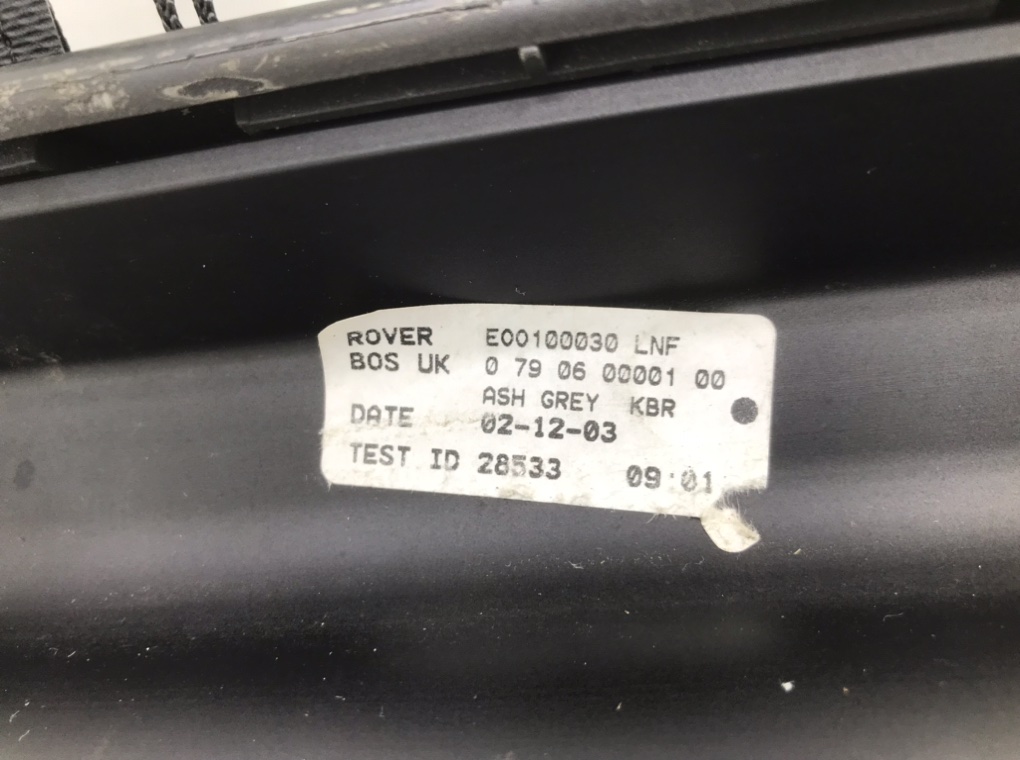 ROVER E00100030 LNF
BOS UK 0 79 06 00001 00
ASH GREY KBR
DATE 02-12-03
TEST ID 28533 09:01